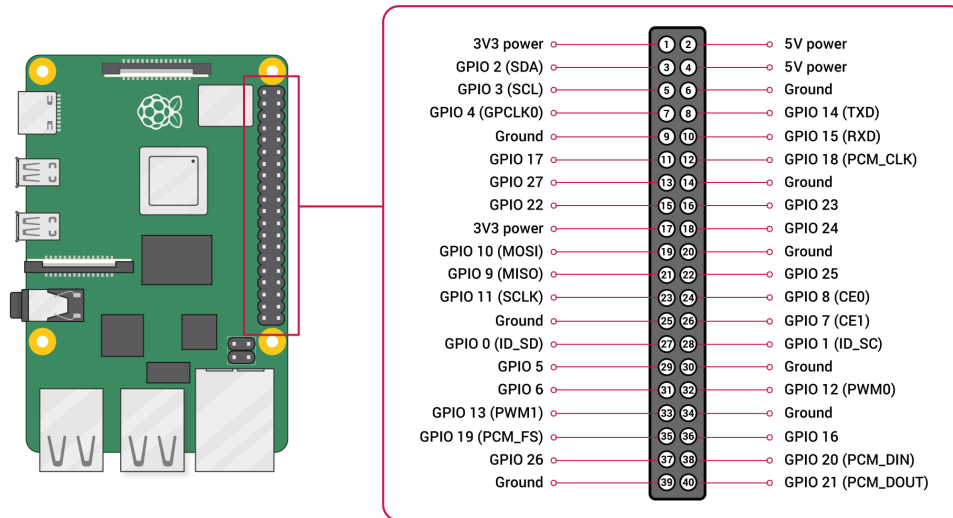 3V3 power 1 2 5V power
GPIO 2 (SDA) 3 4 5V power
GPIO 3 (SCL) 5 6 Ground
GPIO 4 (GPCLK0) 7 8 GPIO 14 (TXD)
Ground 9 10 GPIO 15 (RXD)
GPIO 17 11 12 GPIO 18 (PCM_CLK)
GPIO 27 13 14 Ground
GPIO 22 15 16 GPIO 23
3V3 power 17 18 GPIO 24
GPIO 10 (MOSI) 19 20 Ground
GPIO 9 (MISO) 21 22 GPIO 25
GPIO 11 (SCLK) 23 24 GPIO 8 (CE0)
Ground 25 26 GPIO 7 (CE1)
GPIO 0 (ID_SD) 27 28 GPIO 1 (ID_SC)
GPIO 5 29 30 Ground
GPIO 6 31 32 GPIO 12 (PWM0)
GPIO 13 (PWM1) 33 34 Ground
GPIO 19 (PCM_FS) 35 36 GPIO 16
GPIO 26 37 38 GPIO 20 (PCM_DIN)
Ground 39 40 GPIO 21 (PCM_DOUT)